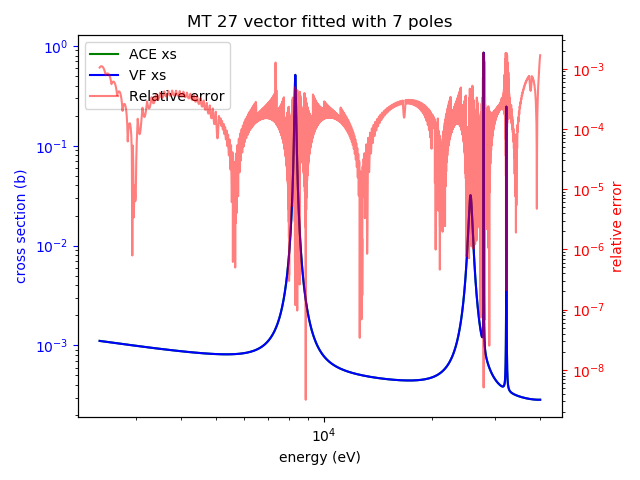 MT 27 vector fitted with 7 poles
ACE xs
VF xs
Relative error
10⁰
10⁻¹
10⁻²
10⁻³
cross section (b)
10⁻³
10⁻⁴
10⁻⁵
10⁻⁶
10⁻⁷
10⁻⁸
relative error
10⁴
energy (eV)